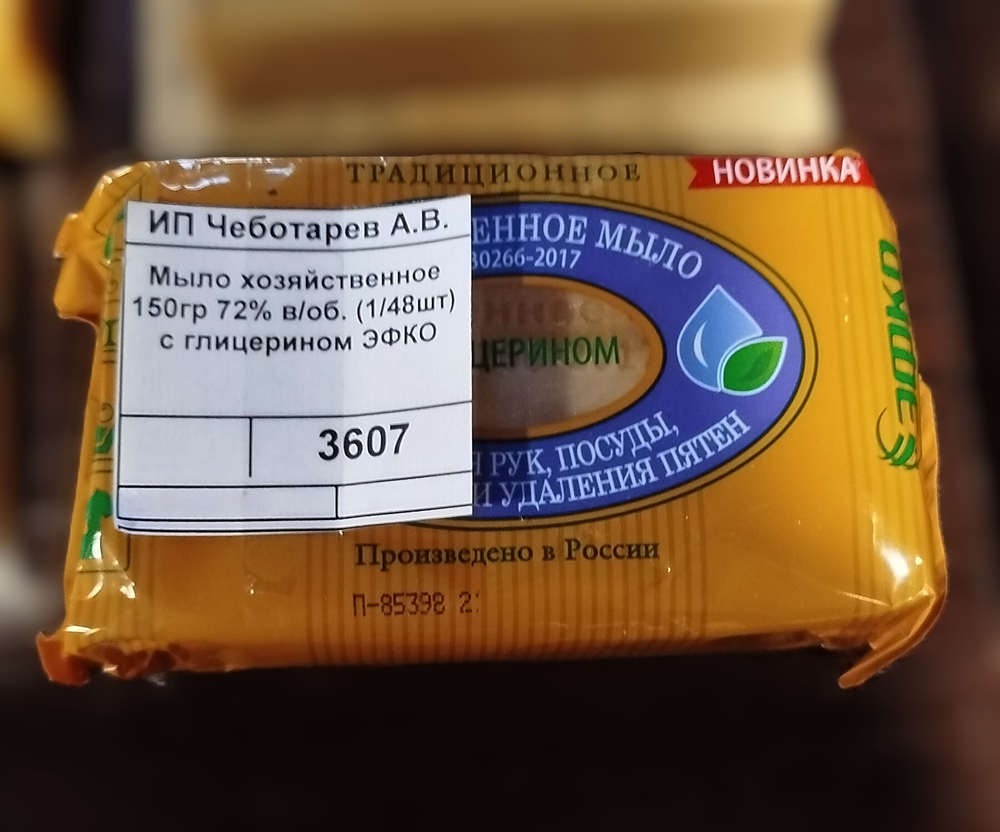 ТРАДИЦИОННОЕ
НОВИНКА
ИП Чеботарев А.В.
Мыло хозяйственное
150гр 72% в/об. (1/48шт)
с глицерином ЭФКО
3607
ЕННОЕ МЫЛО
30266-2017
ЦЕРИНОМ
РУК, ПОСУДЫ,
И УДАЛЕНИЯ ПЯТЕН
Произведено в России
П-85398 2